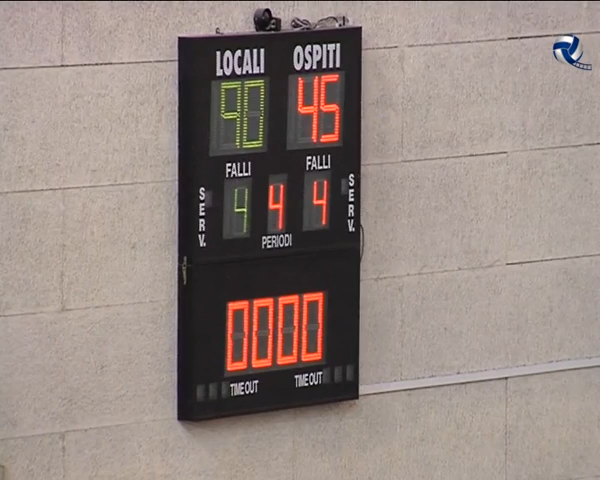 LOCALI OSPITI
90 45
FALLI FALLI
SERV. 4 4 4 SERV.
PERIODI
0000
TIME OUT TIME OUT